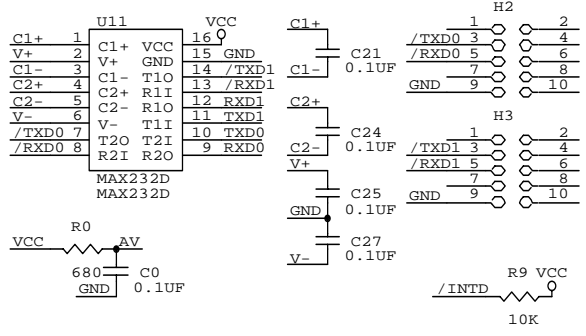 U11
VCC
C1+ 1 C1+ VCC 16
V+ 2 V+ GND 15 GND
C1- 3 C1- T1O 14 /TXD1
C2+ 4 C2+ R1I 13 /RXD1
C2- 5 C2- R1O 12 RXD1
V- 6 V- T1I 11 TXD1
/TXD0 7 T2O T2I 10 TXD0
/RXD0 8 R2I R2O 9 RXD0
MAX232D
MAX232D
C1+
C21
C1-
0.1UF
C2+
C24
C2-
0.1UF
V+
C25
0.1UF
GND
C27
V-
0.1UF
H2
1 2
/TXD0 3 4
/RXD0 5 6
7 8
GND 9 10
H3
1 2
/TXD1 3 4
/RXD1 5 6
7 8
GND 9 10
R0
VCC AV
680 C0
GND 0.1UF
R9 VCC
/INTD
10K